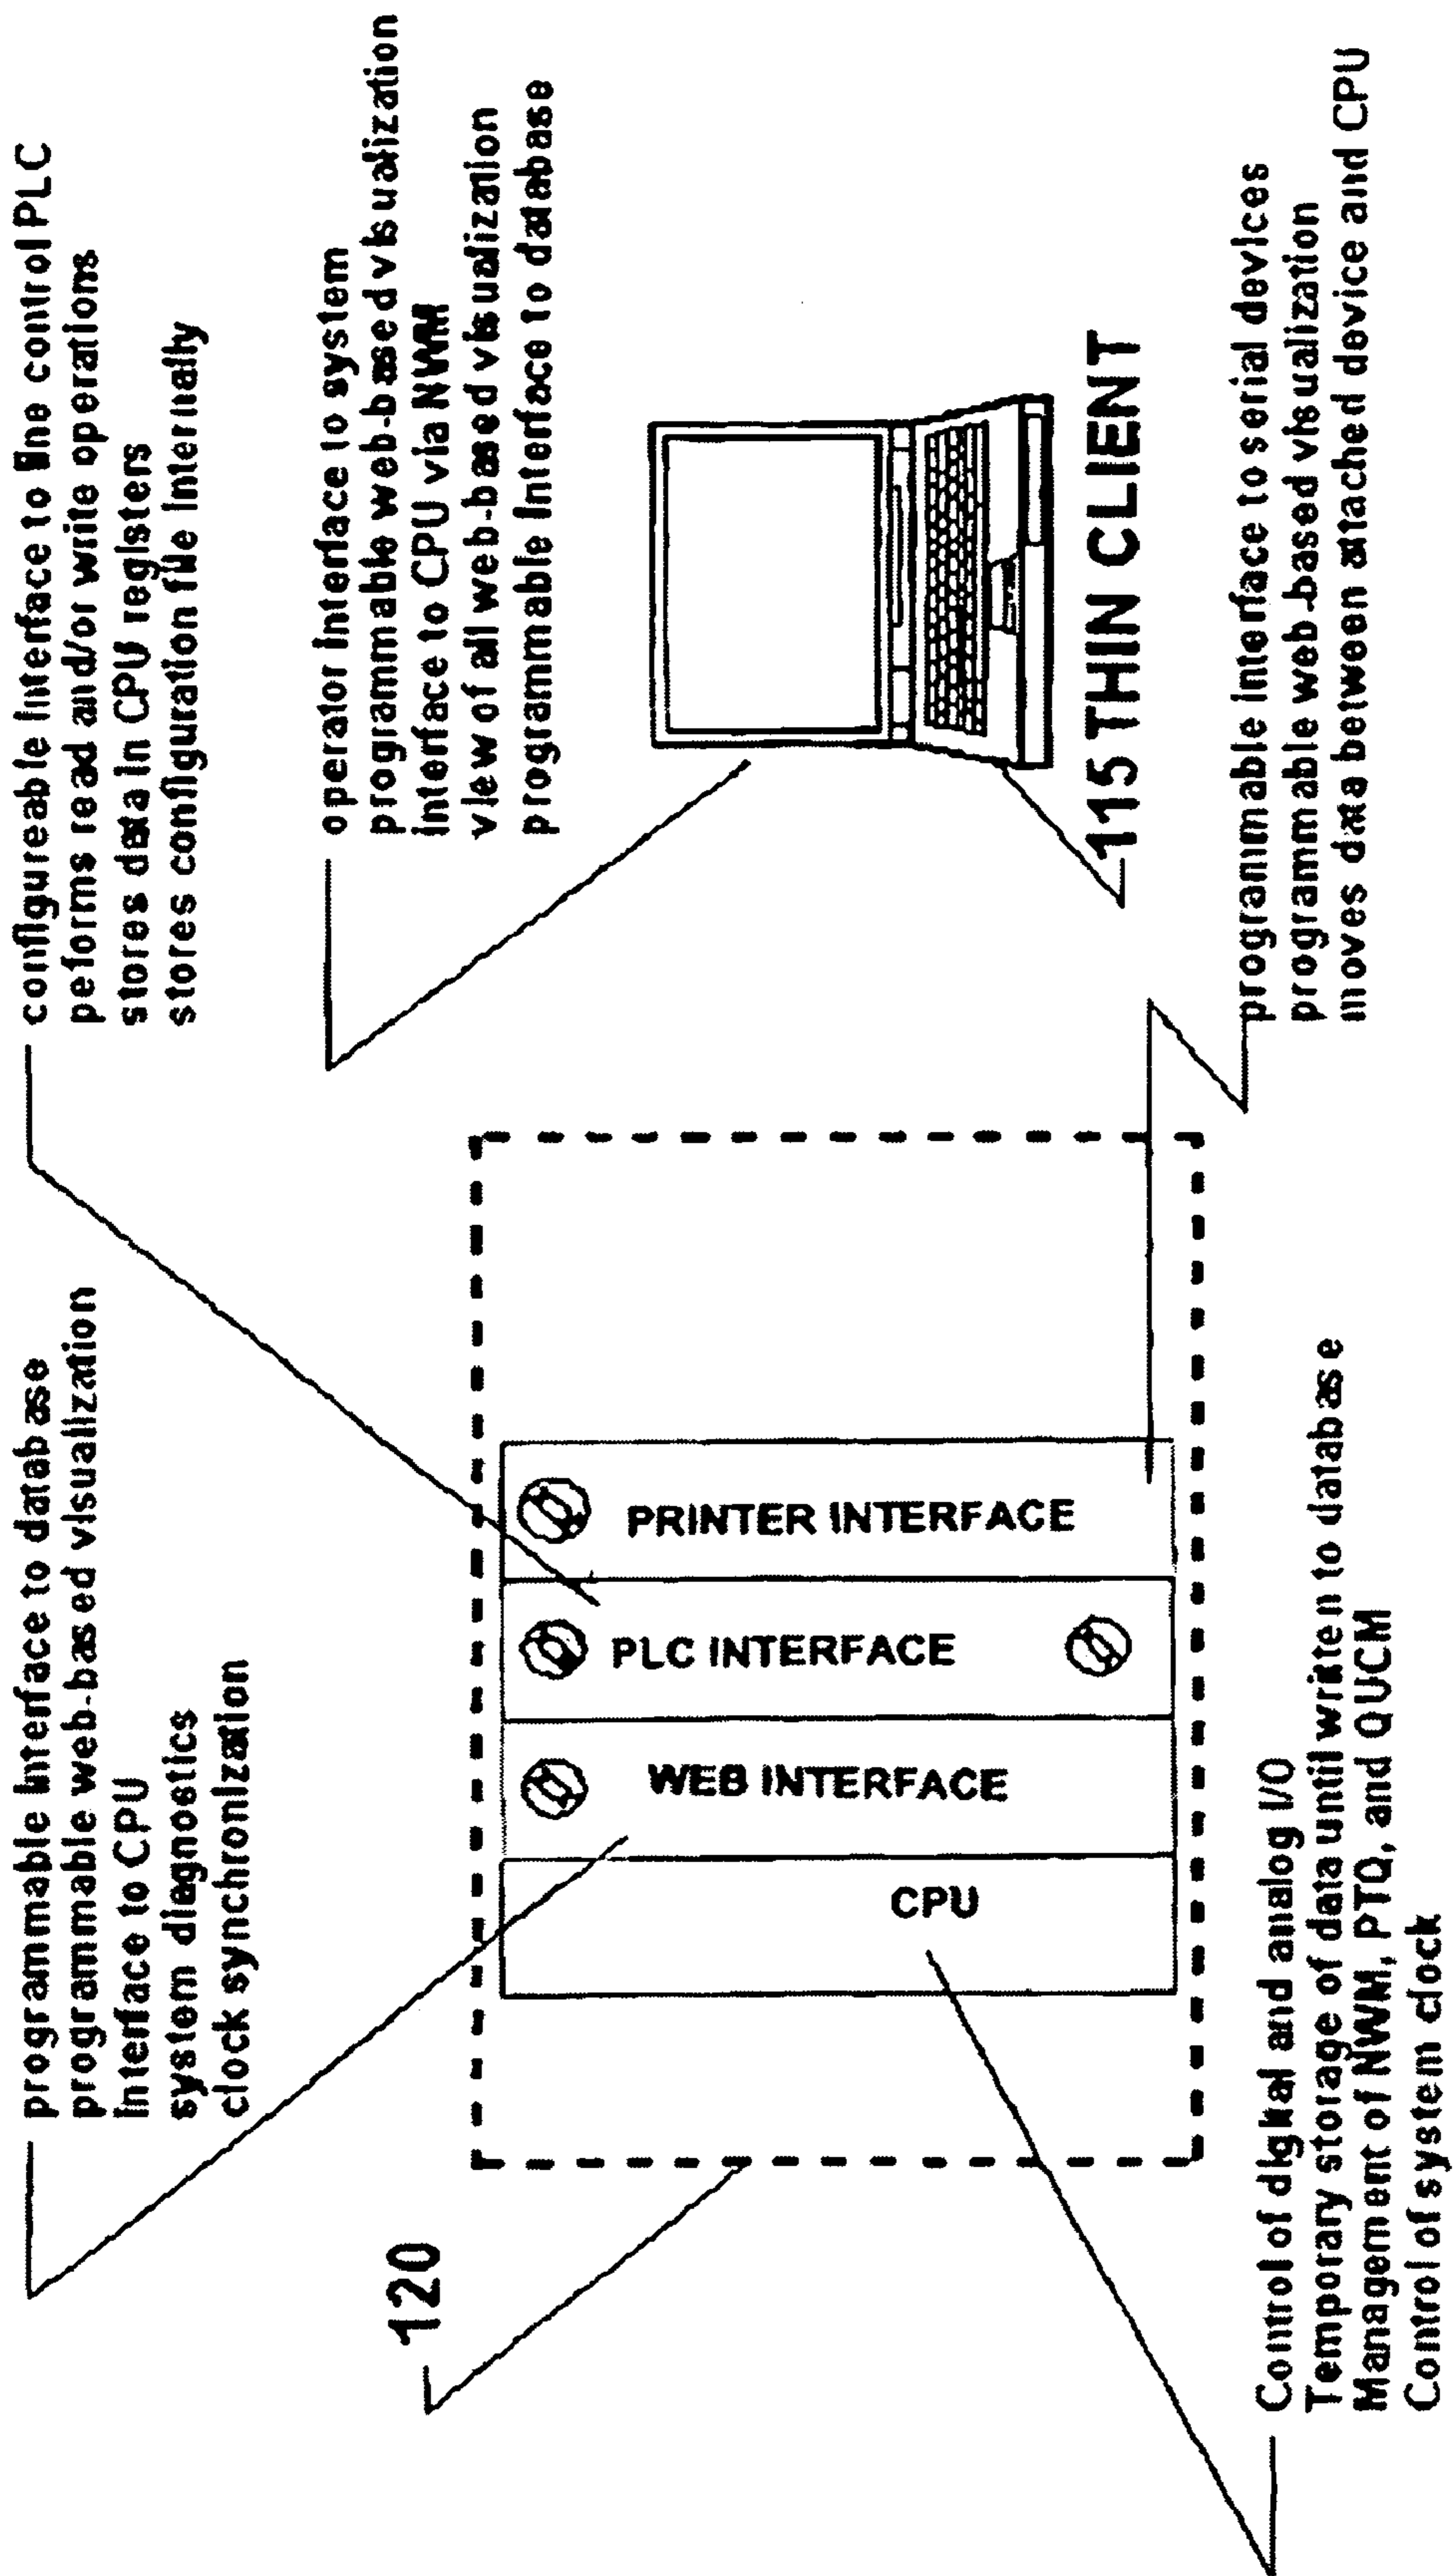 programmable interface to database
programmable web-based visualization
interface to CPU
system diagnostics
clock synchronization
configureable interface to line control PLC
peforms read and/or write operations
stores data in CPU registers
stores configuration file internally
operator interface to system
programmable web-based visualization
interface to CPU via NWM
view of all web-based visualization
programmable interface to database
120
CPU
WEB INTERFACE
PLC INTERFACE
PRINTER INTERFACE
115 THIN CLIENT
Control of digital and analog I/O
Temporary storage of data until written to database
Management of NWM, PTQ, and QUCM
Control of system clock
programmable interface to serial devices
programmable web-based visualization
moves data between attached device and CPU